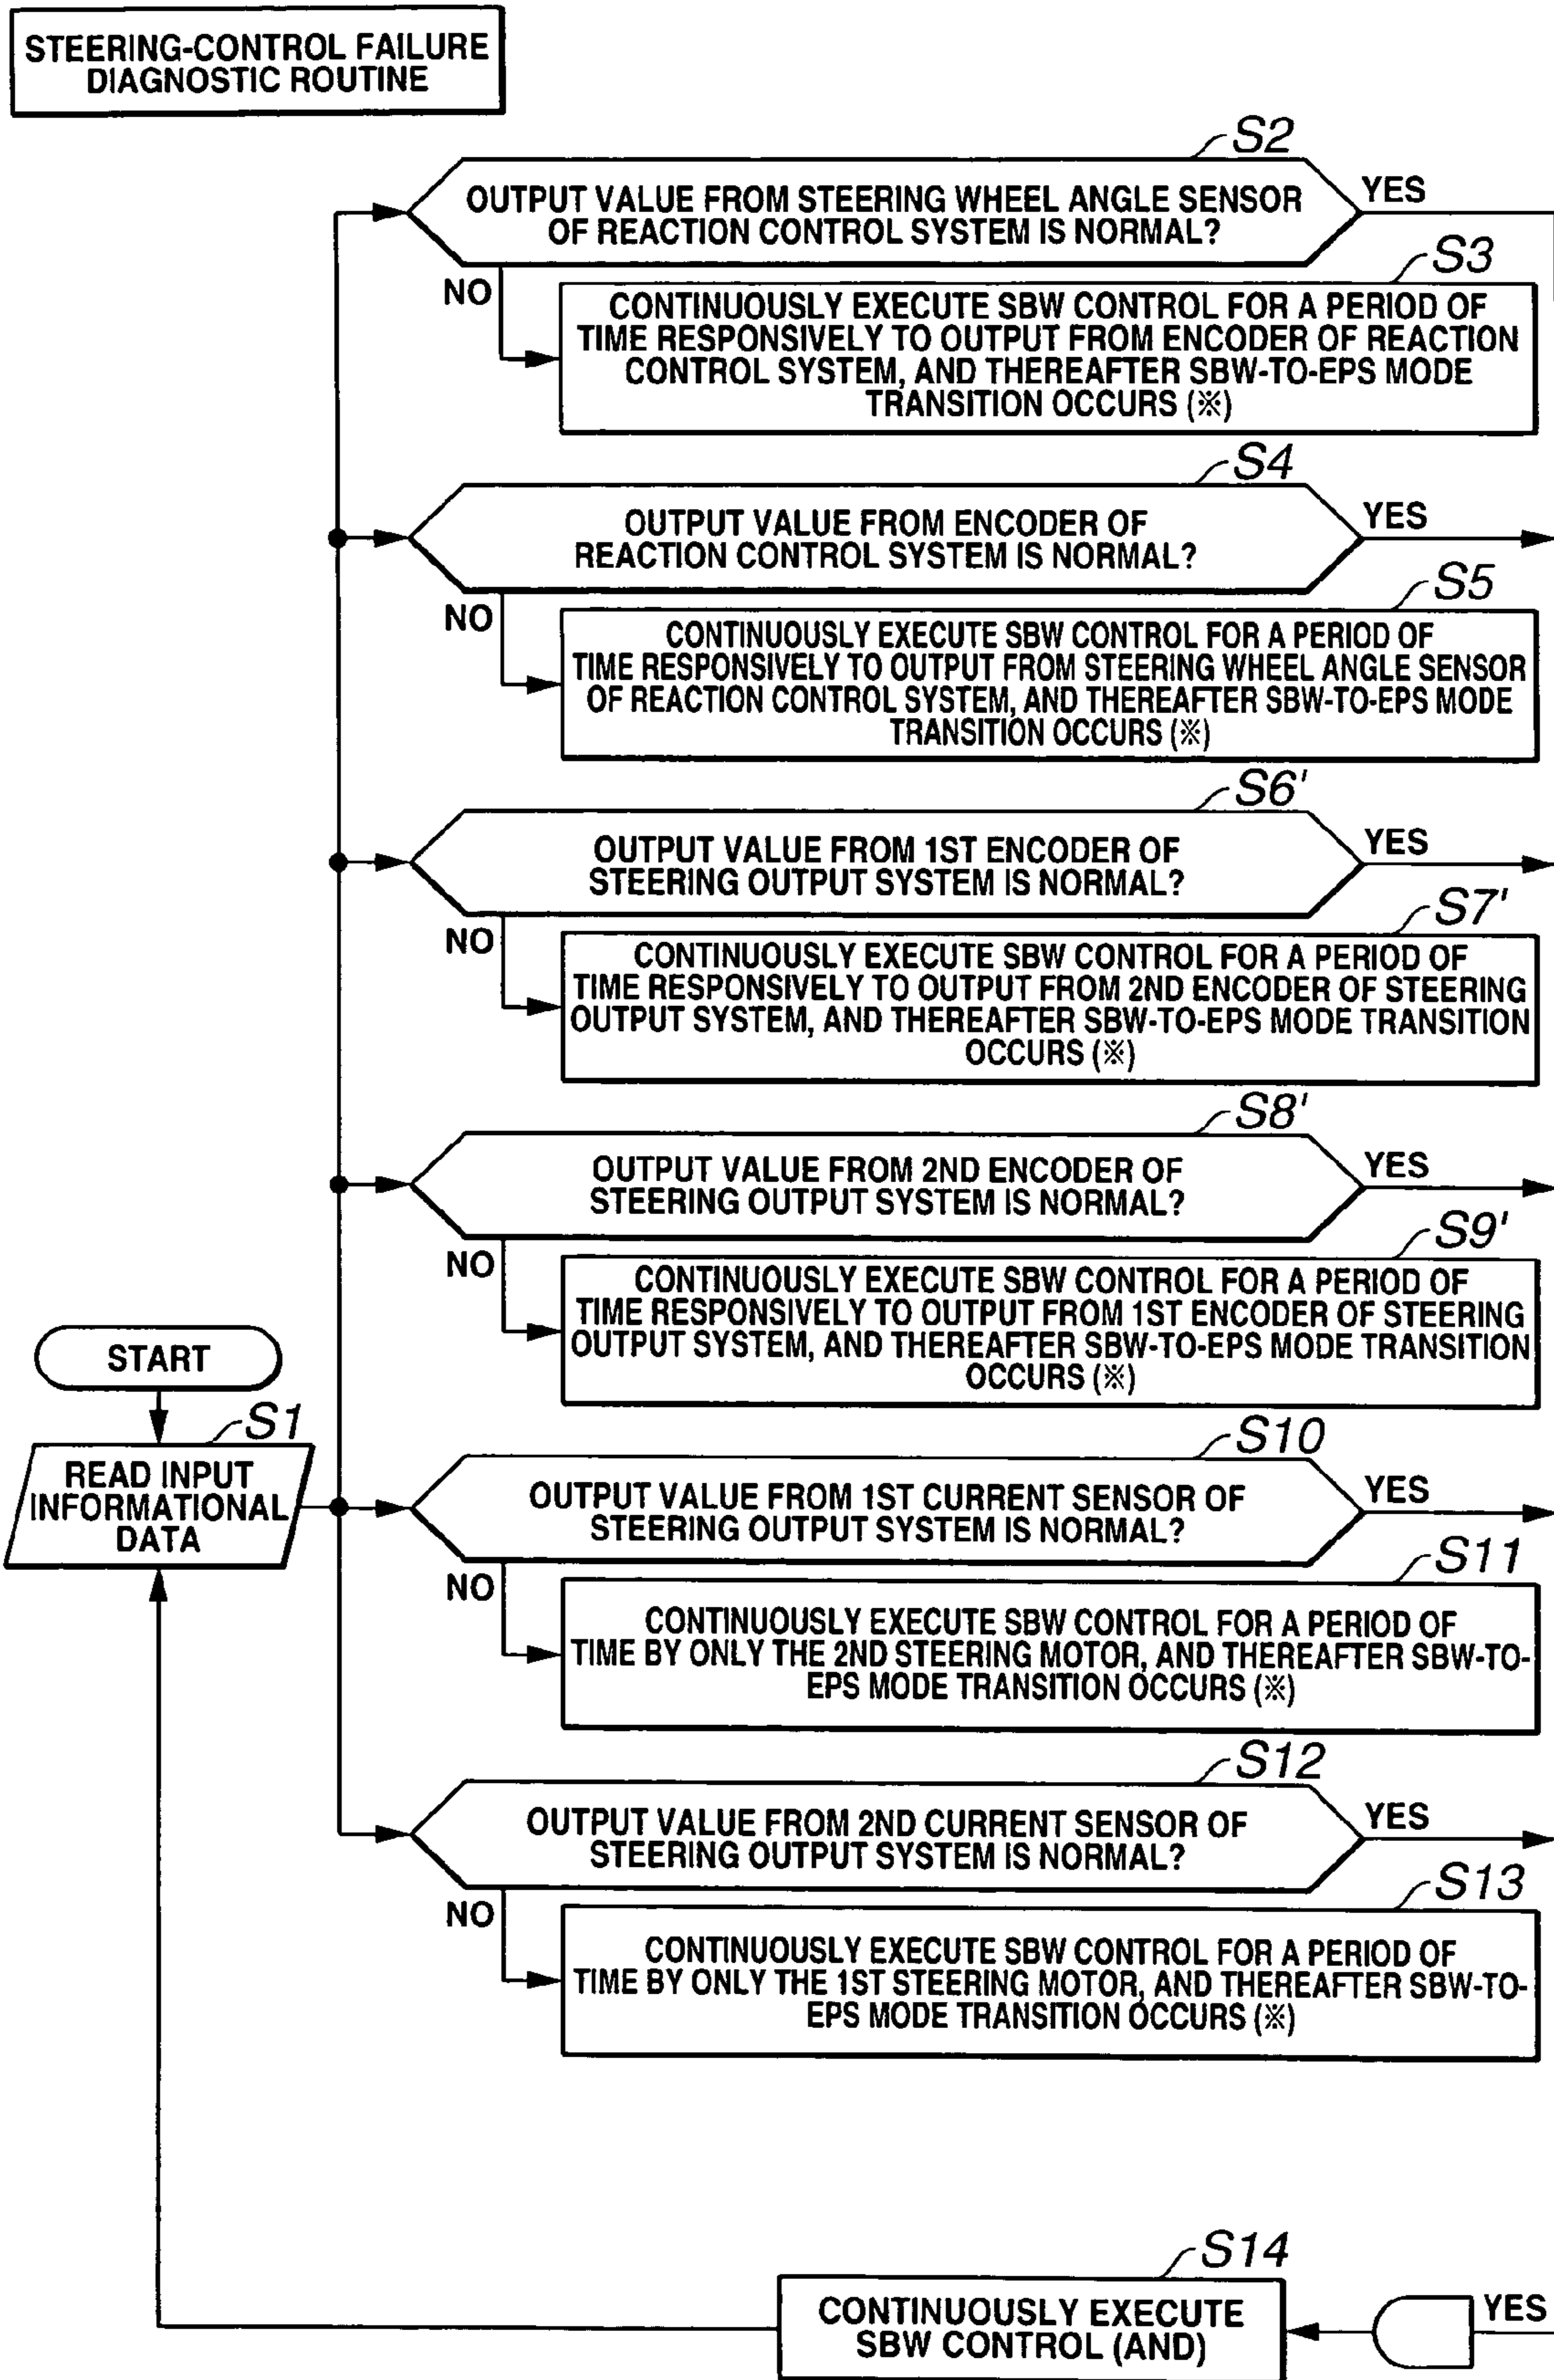 STEERING-CONTROL FAILURE
DIAGNOSTIC ROUTINE
S2
OUTPUT VALUE FROM STEERING WHEEL ANGLE SENSOR
OF REACTION CONTROL SYSTEM IS NORMAL?
YES
NO
S3
CONTINUOUSLY EXECUTE SBW CONTROL FOR A PERIOD OF
TIME RESPONSIVELY TO OUTPUT FROM ENCODER OF REACTION
CONTROL SYSTEM, AND THEREAFTER SBW-TO-EPS MODE
TRANSITION OCCURS (※)
S4
OUTPUT VALUE FROM ENCODER OF
REACTION CONTROL SYSTEM IS NORMAL?
YES
NO
S5
CONTINUOUSLY EXECUTE SBW CONTROL FOR A PERIOD OF
TIME RESPONSIVELY TO OUTPUT FROM STEERING WHEEL ANGLE SENSOR
OF REACTION CONTROL SYSTEM, AND THEREAFTER SBW-TO-EPS MODE
TRANSITION OCCURS (※)
S6'
OUTPUT VALUE FROM 1ST ENCODER OF
STEERING OUTPUT SYSTEM IS NORMAL?
YES
NO
S7'
CONTINUOUSLY EXECUTE SBW CONTROL FOR A PERIOD OF
TIME RESPONSIVELY TO OUTPUT FROM 2ND ENCODER OF STEERING
OUTPUT SYSTEM, AND THEREAFTER SBW-TO-EPS MODE TRANSITION
OCCURS (※)
S8'
OUTPUT VALUE FROM 2ND ENCODER OF
STEERING OUTPUT SYSTEM IS NORMAL?
YES
NO
S9'
CONTINUOUSLY EXECUTE SBW CONTROL FOR A PERIOD OF
TIME RESPONSIVELY TO OUTPUT FROM 1ST ENCODER OF STEERING
OUTPUT SYSTEM, AND THEREAFTER SBW-TO-EPS MODE TRANSITION
OCCURS (※)
START
S1
READ INPUT
INFORMATIONAL
DATA
S10
OUTPUT VALUE FROM 1ST CURRENT SENSOR OF
STEERING OUTPUT SYSTEM IS NORMAL?
YES
NO
S11
CONTINUOUSLY EXECUTE SBW CONTROL FOR A PERIOD OF
TIME BY ONLY THE 2ND STEERING MOTOR, AND THEREAFTER SBW-TO-
EPS MODE TRANSITION OCCURS (※)
S12
OUTPUT VALUE FROM 2ND CURRENT SENSOR OF
STEERING OUTPUT SYSTEM IS NORMAL?
YES
NO
S13
CONTINUOUSLY EXECUTE SBW CONTROL FOR A PERIOD OF
TIME BY ONLY THE 1ST STEERING MOTOR, AND THEREAFTER SBW-TO-
EPS MODE TRANSITION OCCURS (※)
S14
CONTINUOUSLY EXECUTE
SBW CONTROL (AND)
YES